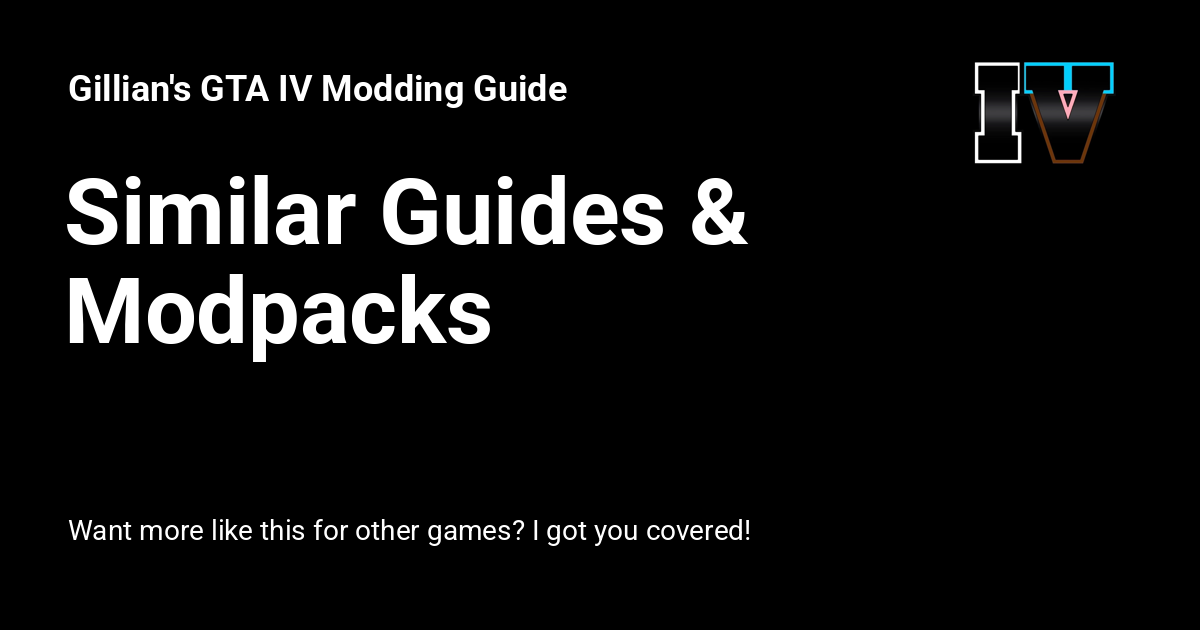 Gillian's GTA IV Modding Guide
IV
Similar Guides &
Modpacks
Want more like this for other games? I got you covered!